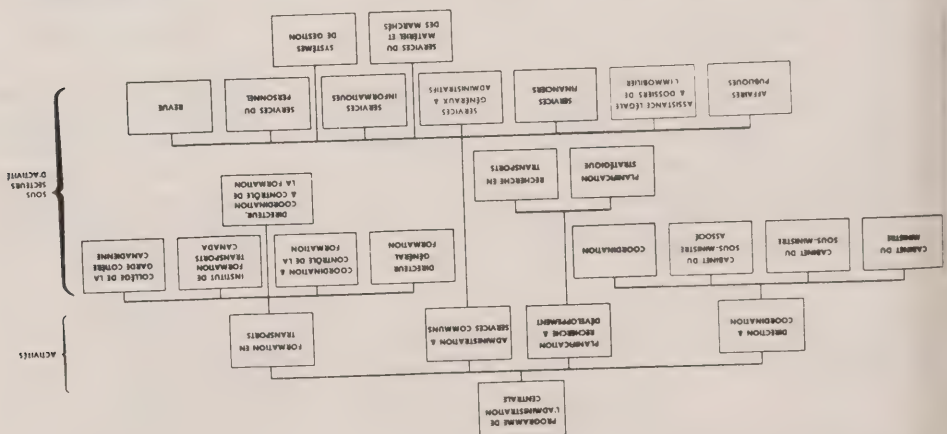 PROGRAMME DE
L'ADMINISTRATION
CENTRALE
DIRECTION &
COORDINATION
PLANIFICATION
RECHERCHE &
DÉVELOPPEMENT
ADMINISTRATION &
SERVICES COMMUNS
FORMATION EN
TRANSPORTS
ACTIVITÉS
CABINET DU
MINISTRE
CABINET DU
SOUS-MINISTRE
CABINET DU
SOUS-MINISTRE
ASSOCIÉ
COORDINATION
DIRECTEUR
GÉNÉRAL
FORMATION
COORDINATION &
CONTRÔLE DE LA
FORMATION
INSTITUT DE
FORMATION
TRANSPORTS
CANADA
COLLÈGE DE LA
GARDE CÔTIÈRE
CANADIENNE
DIRECTEUR.
COORDINATION
& CONTRÔLE DE
LA FORMATION
SOUS
SECTEURS
D'ACTIVITÉ
PLANIFICATION
STRATÉGIQUE
RECHERCHE EN
TRANSPORTS
AFFAIRES
PUBLIQUES
ASSISTANCE LÉGALE
& DOSSIERS DE
L'IMMOBILIER
SERVICES
FINANCIERS
SERVICES
GÉNÉRAUX &
ADMINISTRATIFS
SERVICES
INFORMATIQUES
SERVICES DU
PERSONNEL
REVUE
SERVICES DU
MATÉRIEL ET
DES MARCHÉS
SYSTÈMES
DE GESTION